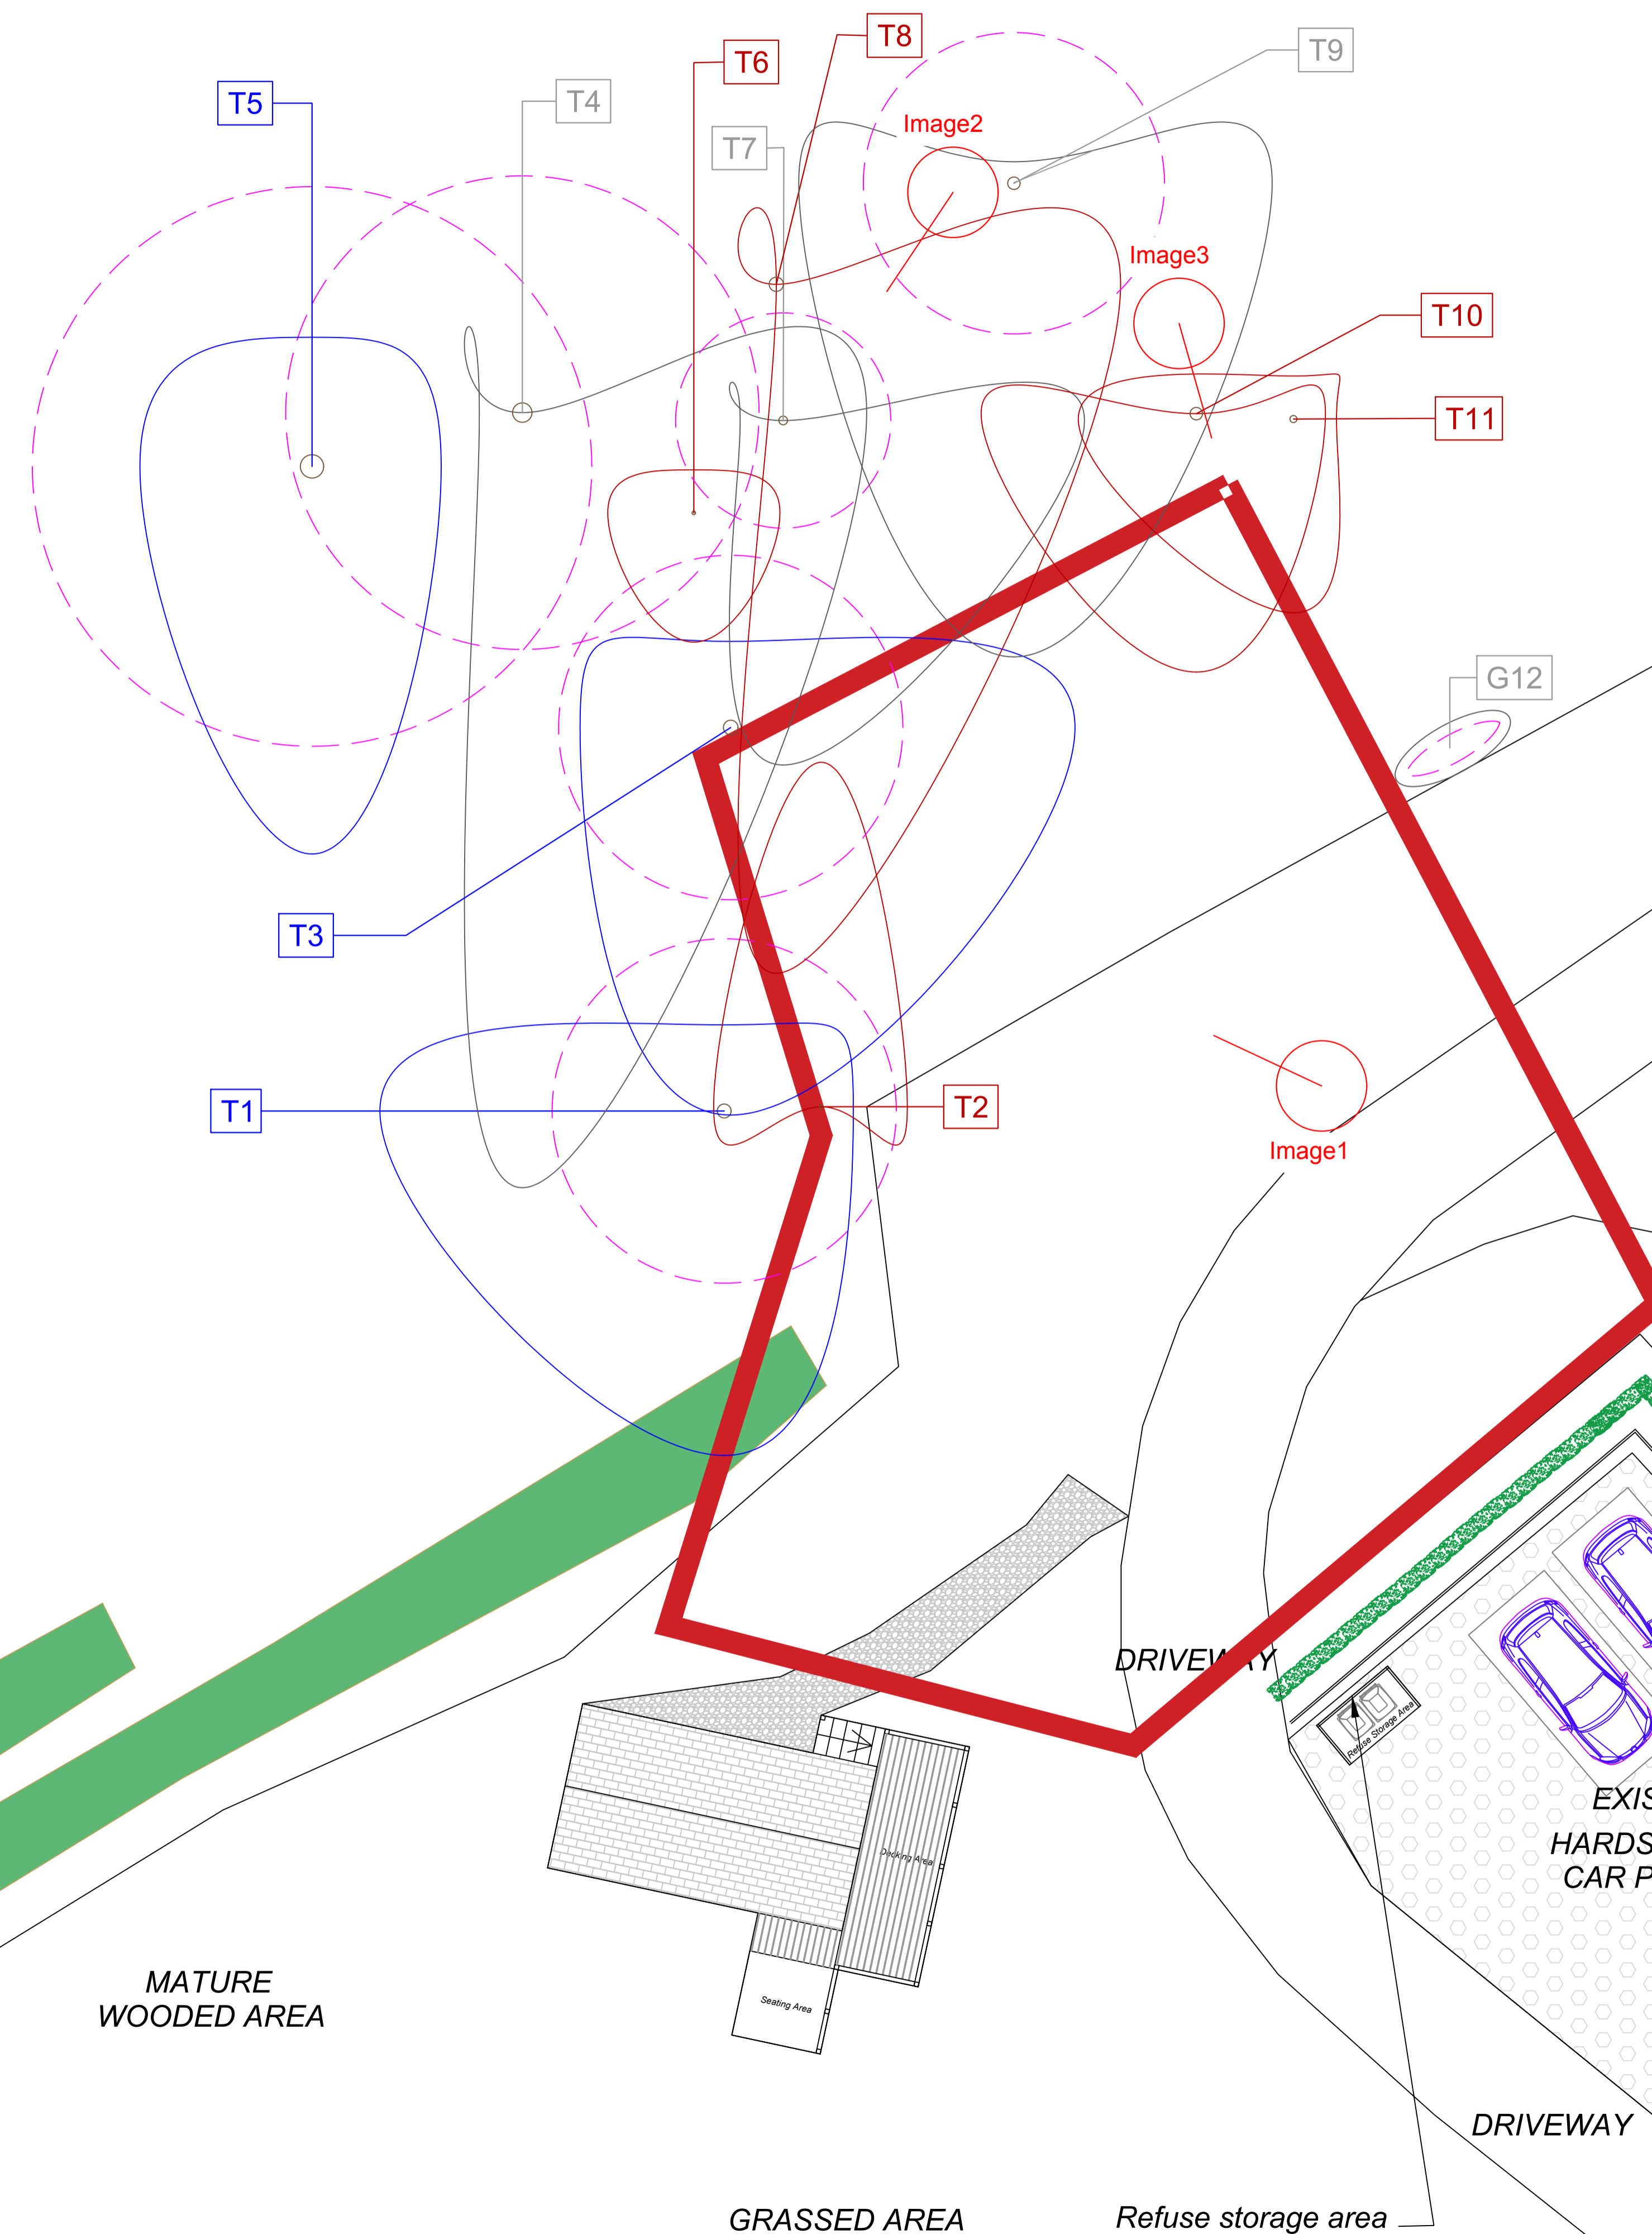 T8
T6
T9
T5
T4
Image2
T7
Image3
T10
T11
G12
T3
T1
T2
Image1
DRIVEWAY
Refuse Storage Area
EXIS
HARDS
CAR P
Decking Area
MATURE
WOODED AREA
Seating Area
DRIVEWAY
GRASSED AREA
Refuse storage area